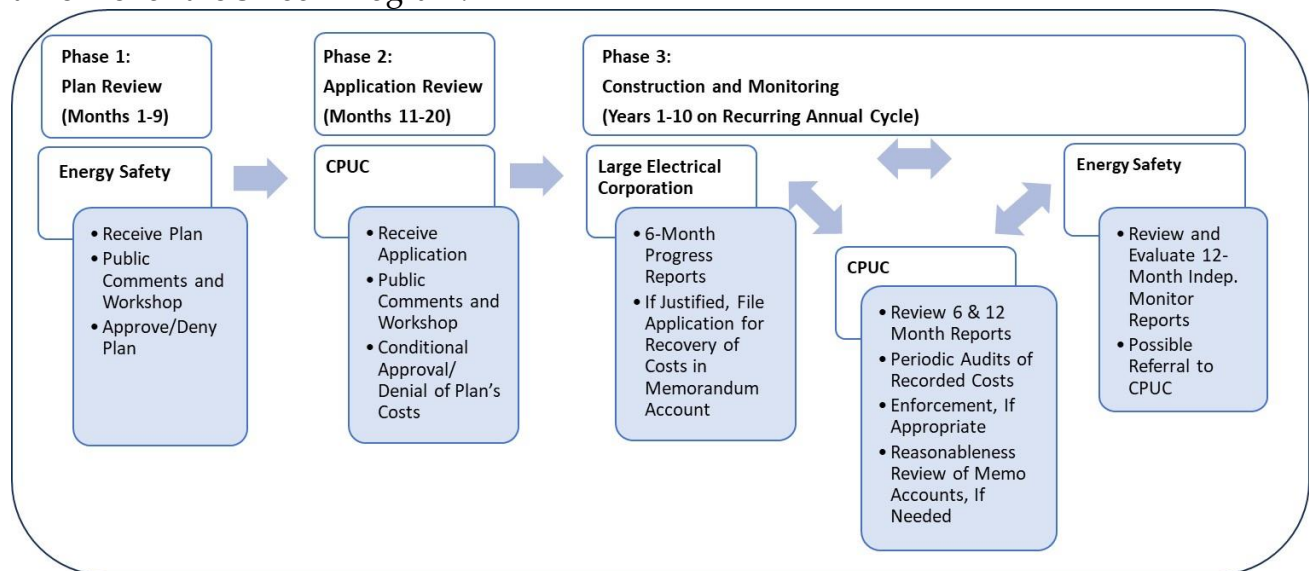 Phase 1:
Plan Review
(Months 1-9)
Energy Safety
• Receive Plan
• Public
Comments and
Workshop
• Approve/Deny
Plan
Phase 2:
Application Review
(Months 11-20)
CPUC
• Receive
Application
• Public
Comments and
Workshop
• Conditional
Approval/
Denial of Plan's
Costs
Phase 3:
Construction and Monitoring
(Years 1-10 on Recurring Annual Cycle)
Large Electrical
Corporation
• 6-Month
Progress
Reports
• If Justified, File
Application for
Recovery of
Costs in
Memorandum
Account
CPUC
• Review 6 & 12
Month Reports
• Periodic Audits of
Recorded Costs
• Enforcement, If
Appropriate
• Reasonableness
Review of Memo
Accounts, If
Needed
Energy Safety
• Review and
Evaluate 12-
Month Indep.
Monitor
Reports
• Possible
Referral to
CPUC